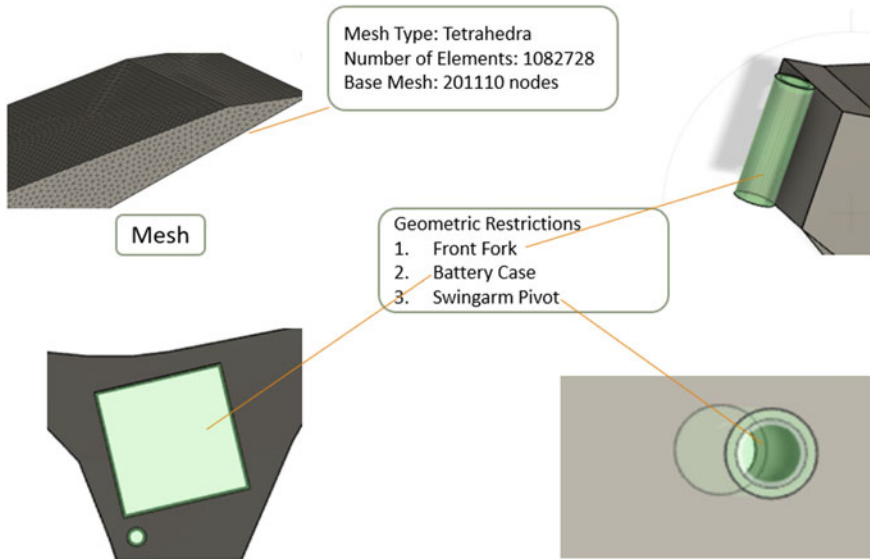 Mesh Type: Tetrahedra
Number of Elements: 1082728
Base Mesh: 201110 nodes
Mesh
Geometric Restrictions
1. Front Fork
2. Battery Case
3. Swingarm Pivot